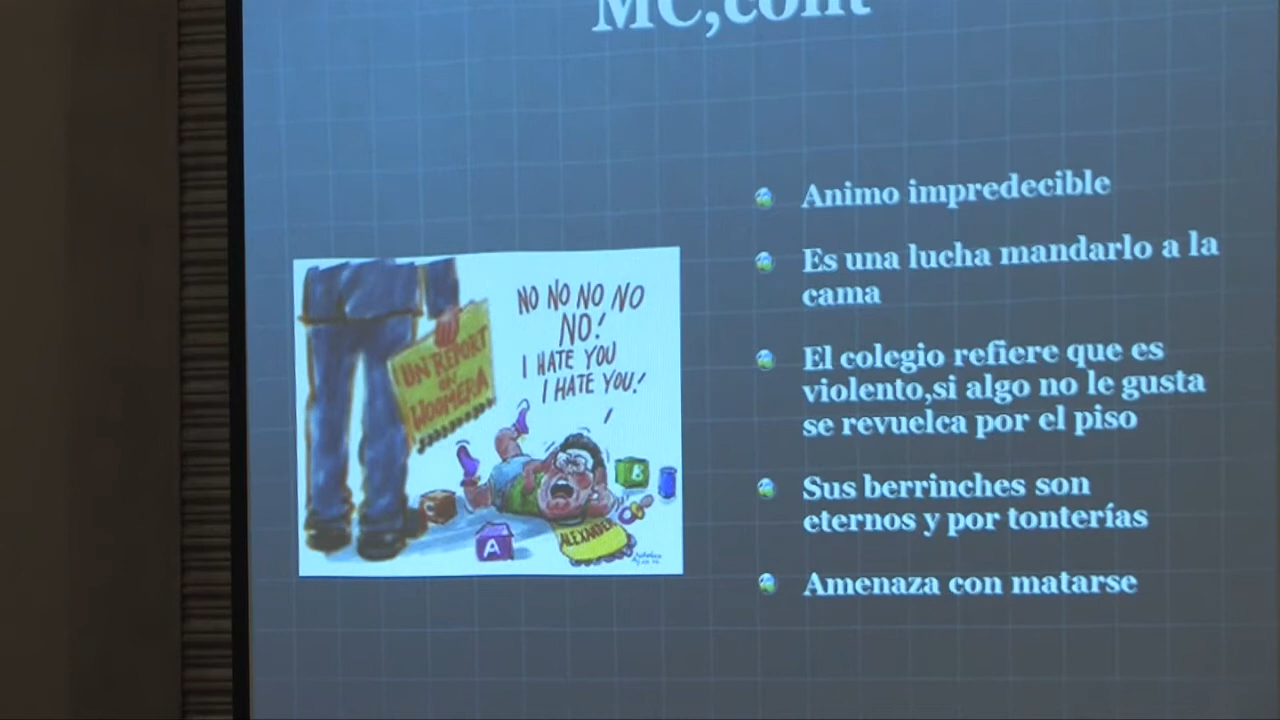 MC,cont
Animo impredecible
Es una lucha mandarlo a la
cama
El colegio refiere que es
violento,si algo no le gusta
se revuelca por el piso
Sus berrinches son
eternos y por tonterías
Amenaza con matarse
NO NO NO NO
NO!
I HATE YOU
I HATE YOU!
UN REPORT
ON
WOOMERA
B
C
A
ALEXANDER